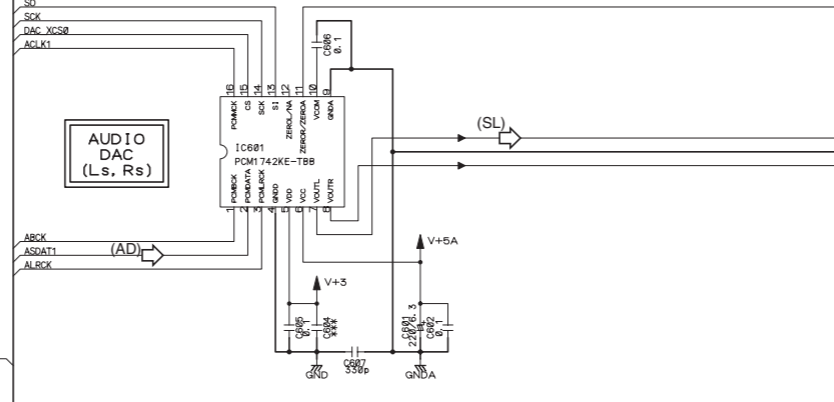 SD
SCK
DAC XCS0
ACLK1
C606
0.1
16 15 14 13 12 11 10 9
PCMMCK
CS
SCK
SI
ZEROL/NA
ZEROR/ZEROA
VCOM
GNDA
IC601
PCM1742KE-TBB
PCMBCK
PCMDATA
PCMLRCK
GNDD
VDD
VCC
VOUTL
VOUTR
1 2 3 4 5 6 7 8
AUDIO
DAC
(Ls, Rs)
(SL)
ABCK
ASDAT1
(AD)
ALRCK
V+5A
V+3
C605
0.1
C604
***
C601
220/6.3
C602
0.1
C607
330p
GND
GNDA